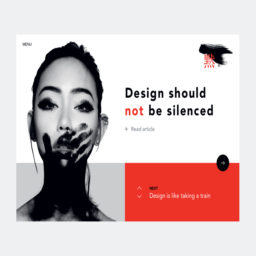 MENU
Design should
not be silenced
Read article
NEXT
Design is like taking a train